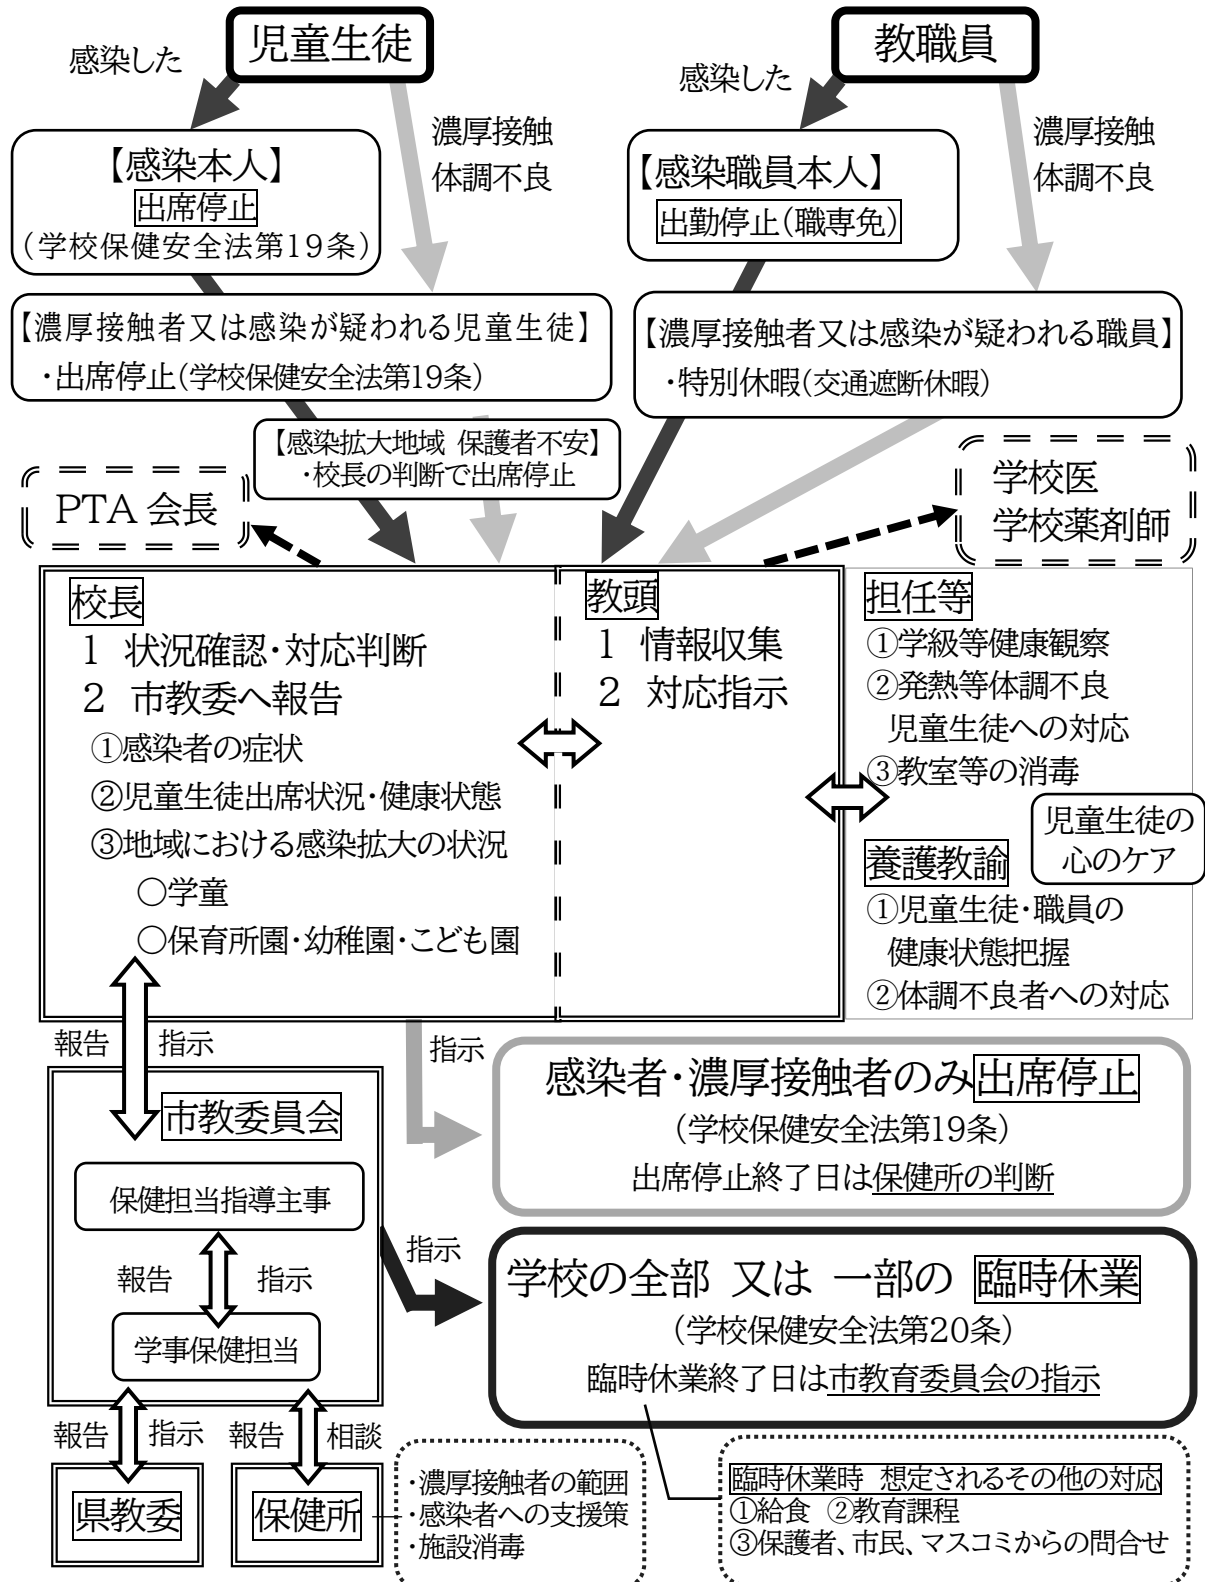 児童生徒
感染した
濃厚接触
体調不良
【感染本人】
出席停止
（学校保健安全法第19条）
【濃厚接触者又は感染が疑われる児童生徒】
・出席停止（学校保健安全法第19条）
【感染拡大地域 保護者不安】
・校長の判断で出席停止
教職員
感染した
濃厚接触
体調不良
【感染職員本人】
出勤停止（職専免）
【濃厚接触者又は感染が疑われる職員】
・特別休暇（交通遮断休暇）
PTA 会長
学校医
学校薬剤師
校長
1 状況確認・対応判断
2 市教委へ報告
①感染者の症状
②児童生徒出席状況・健康状態
③地域における感染拡大の状況
○学童
○保育所園・幼稚園・こども園
教頭
1 情報収集
2 対応指示
担任等
①学級等健康観察
②発熱等体調不良
児童生徒への対応
③教室等の消毒
児童生徒の
心のケア
養護教諭
①児童生徒・職員の
健康状態把握
②体調不良者への対応
報告 指示
指示
感染者・濃厚接触者のみ出席停止
（学校保健安全法第19条）
出席停止終了日は保健所の判断
市教委員会
保健担当指導主事
報告 指示
学事保健担当
指示
学校の全部 又は 一部の 臨時休業
（学校保健安全法第20条）
臨時休業終了日は市教育委員会の指示
報告 指示
報告 相談
県教委
保健所
・濃厚接触者の範囲
・感染者への支援策
・施設消毒
臨時休業時 想定されるその他の対応
①給食 ②教育課程
③保護者、市民、マスコミからの問合せ